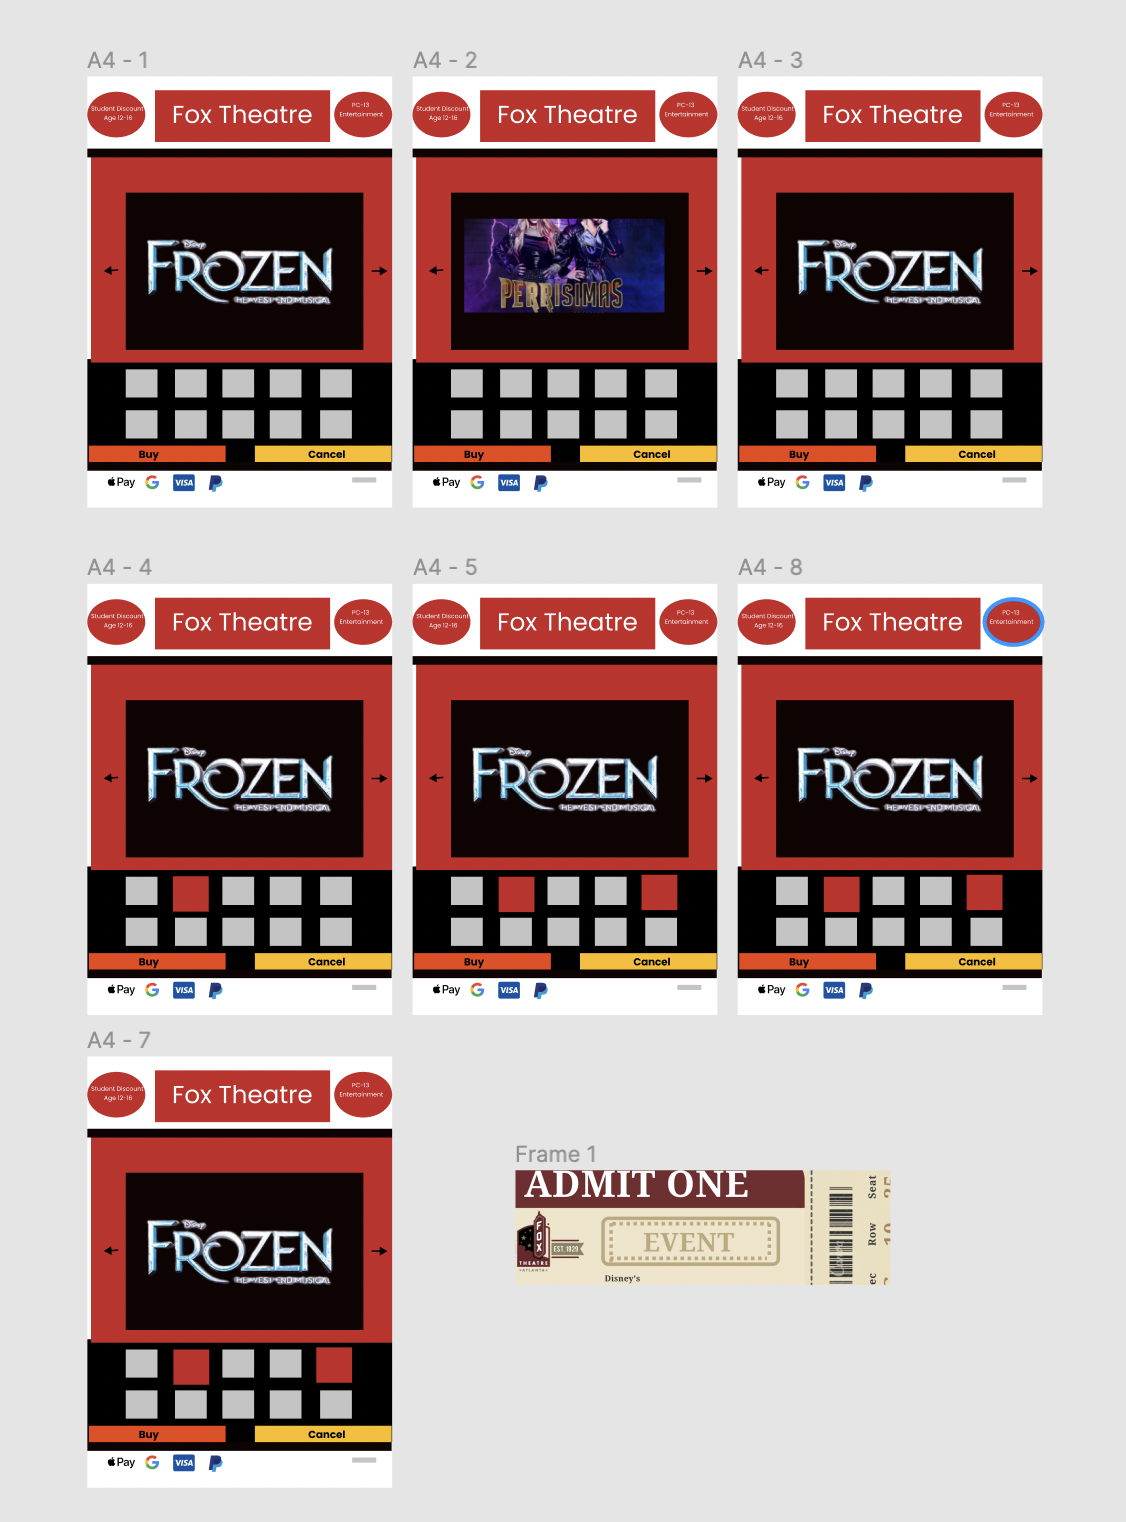 A4 - 1
Student Discount
Age 12-16
Fox Theatre
PC-13
Entertainment
Disney
FROZEN
THE WEST END MUSICAL
Buy
Cancel
Pay
G
VISA
P
A4 - 2
Student Discount
Age 12-16
Fox Theatre
PC-13
Entertainment
PERRISIMAS
Buy
Cancel
Pay
G
VISA
P
A4 - 3
Student Discount
Age 12-16
Fox Theatre
PC-13
Entertainment
Disney
FROZEN
THE WEST END MUSICAL
Buy
Cancel
Pay
G
VISA
P
A4 - 4
Student Discount
Age 12-16
Fox Theatre
PC-13
Entertainment
Disney
FROZEN
THE WEST END MUSICAL
Buy
Cancel
Pay
G
VISA
P
A4 - 5
Student Discount
Age 12-16
Fox Theatre
PC-13
Entertainment
Disney
FROZEN
THE WEST END MUSICAL
Buy
Cancel
Pay
G
VISA
P
A4 - 8
Student Discount
Age 12-16
Fox Theatre
PC-13
Entertainment
Disney
FROZEN
THE WEST END MUSICAL
Buy
Cancel
Pay
G
VISA
P
A4 - 7
Student Discount
Age 12-16
Fox Theatre
PC-13
Entertainment
Disney
FROZEN
THE WEST END MUSICAL
Buy
Cancel
Pay
G
VISA
P
Frame 1
ADMIT ONE
FOX
THEATRE
•ATLANTA•
EST. 1929
EVENT
Disney's
Seat
Row
ec